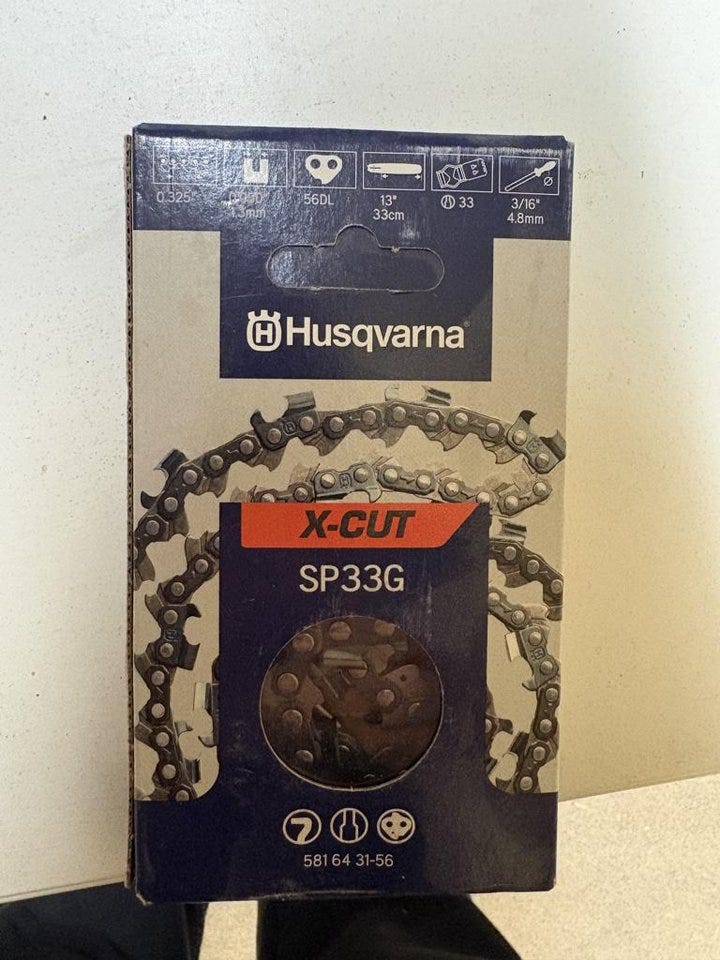 0.325"
1.3mm
56DL
13"
33cm
33
3/16"
4.8mm
Husqvarna
X-CUT
SP33G
581 64 31-56